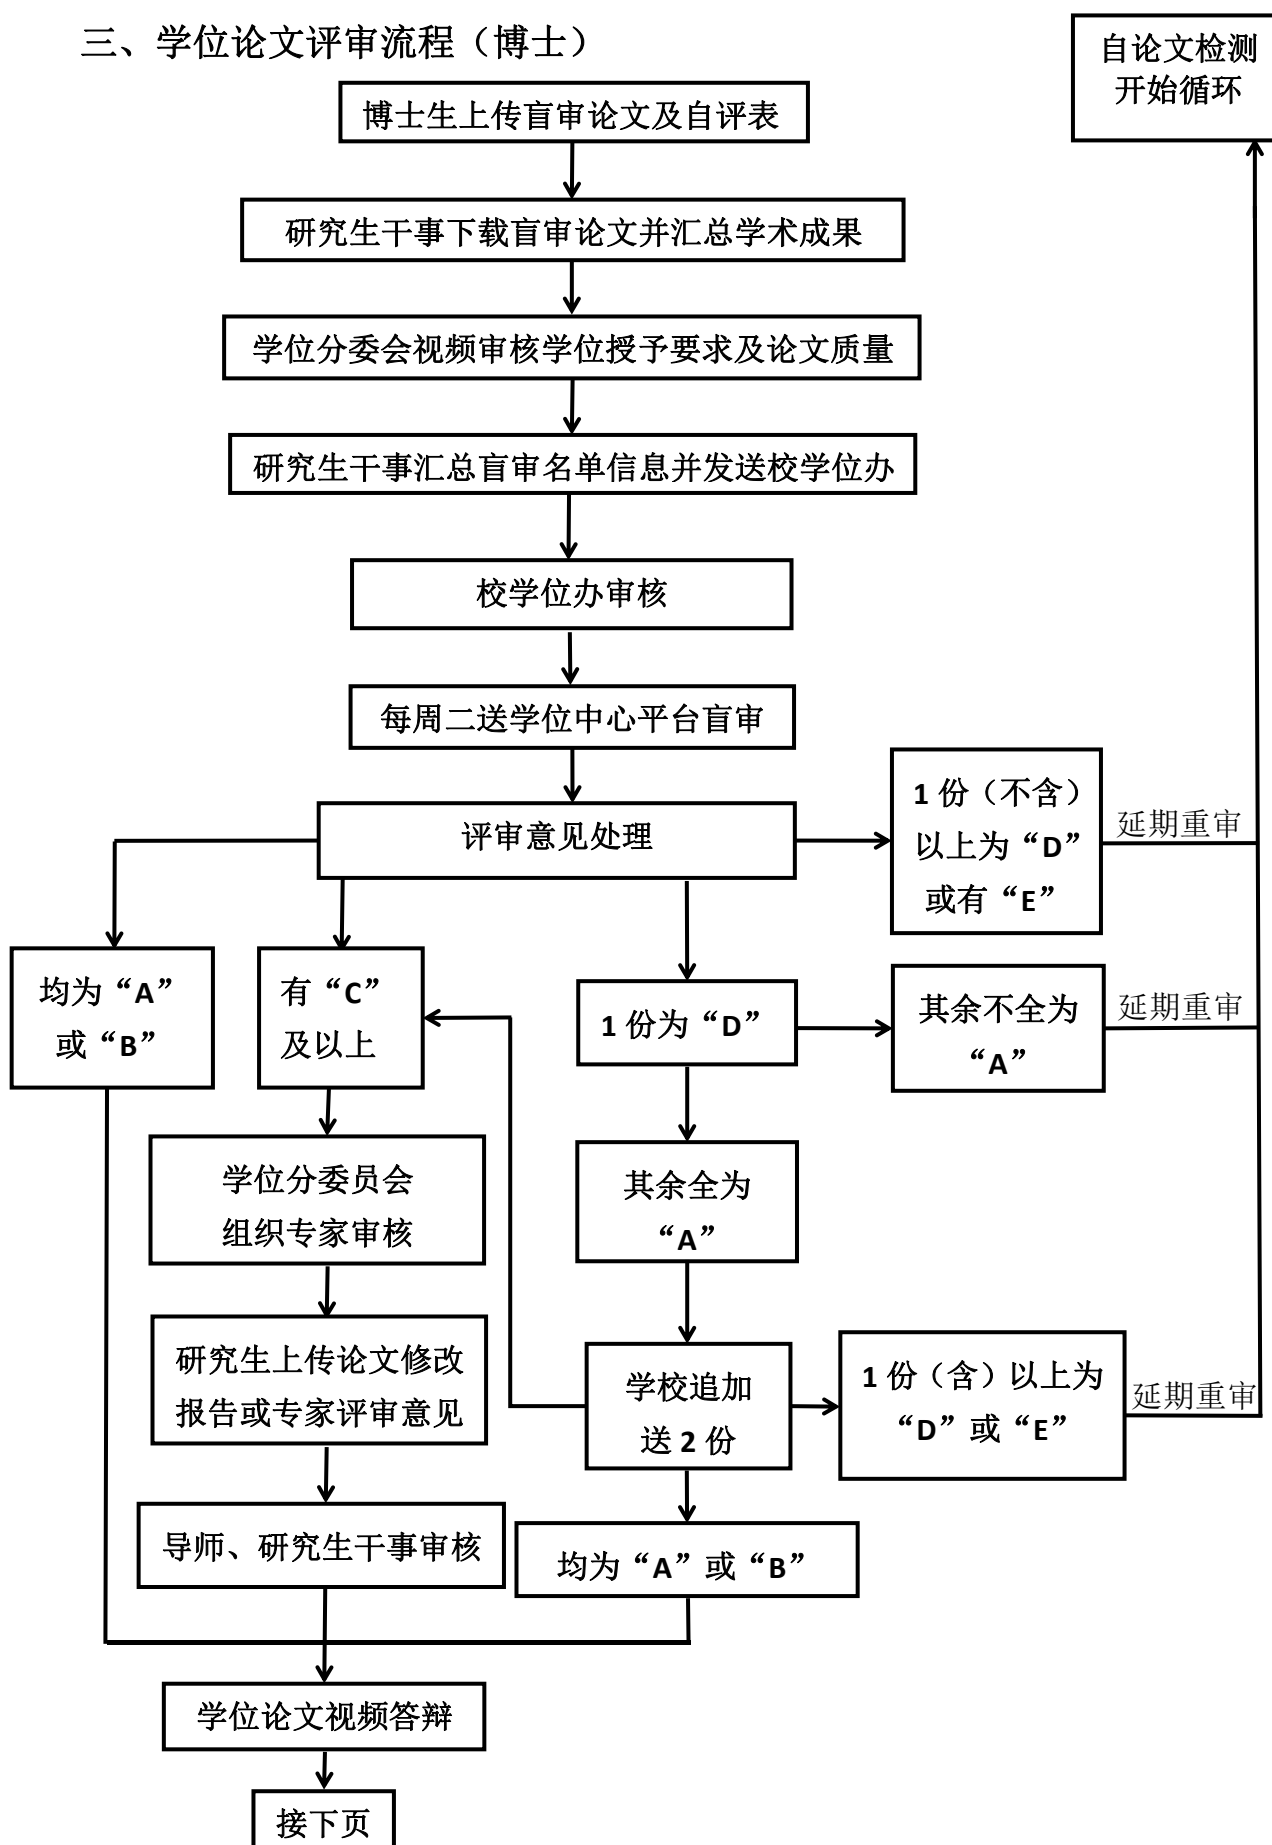 三、学位论文评审流程（博士）
自论文检测
开始循环
博士生上传盲审论文及自评表
研究生干事下载盲审论文并汇总学术成果
学位分委会视频审核学位授予要求及论文质量
研究生干事汇总盲审名单信息并发送校学位办
校学位办审核
每周二送学位中心平台盲审
评审意见处理
1 份（不含）
以上为“D”
或有“E”
延期重审
均为“A”
或“B”
有“C”
及以上
1 份为“D”
其余不全为
“A”
延期重审
学位分委员会
组织专家审核
其余全为
“A”
研究生上传论文修改
报告或专家评审意见
学校追加
送 2 份
1 份（含）以上为
“D”或“E”
延期重审
导师、研究生干事审核
均为“A”或“B”
学位论文视频答辩
接下页